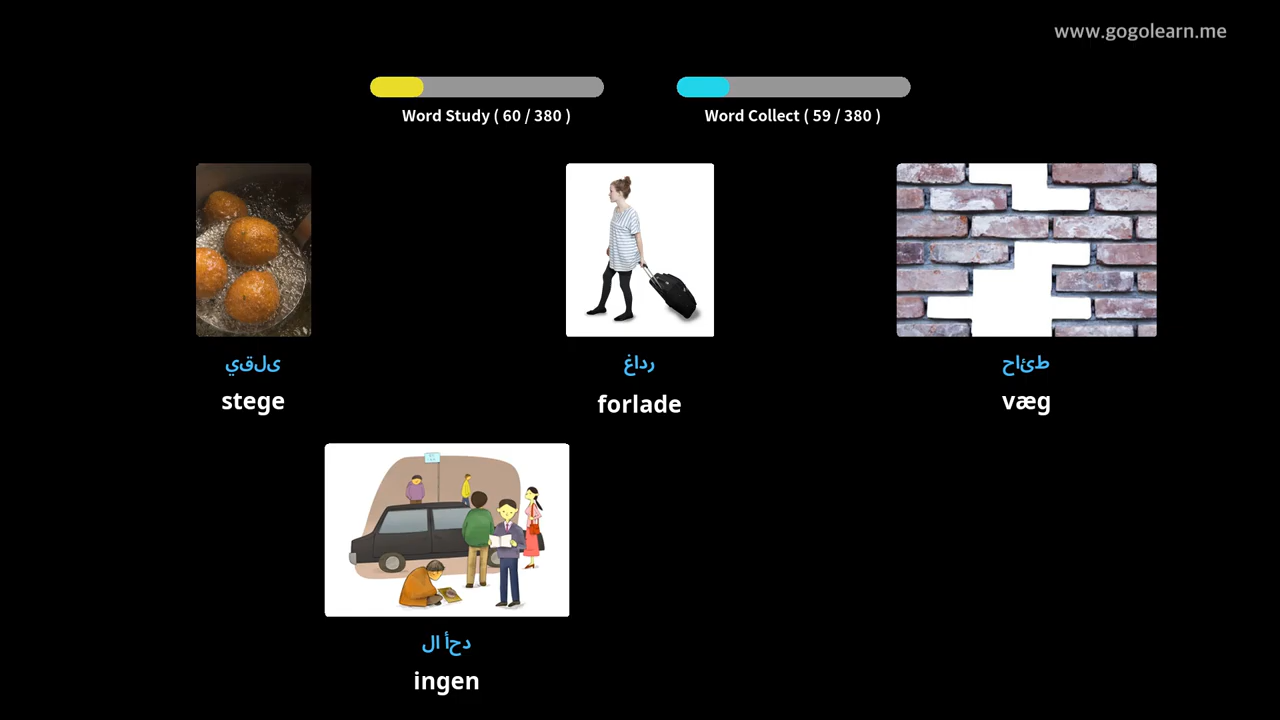 www.gogolearn.me
Word Study ( 60 / 380 )
Word Collect ( 59 / 380 )
ىلقي
stege
رداغ
forlade
طئاح
væg
دحأ ال
ingen